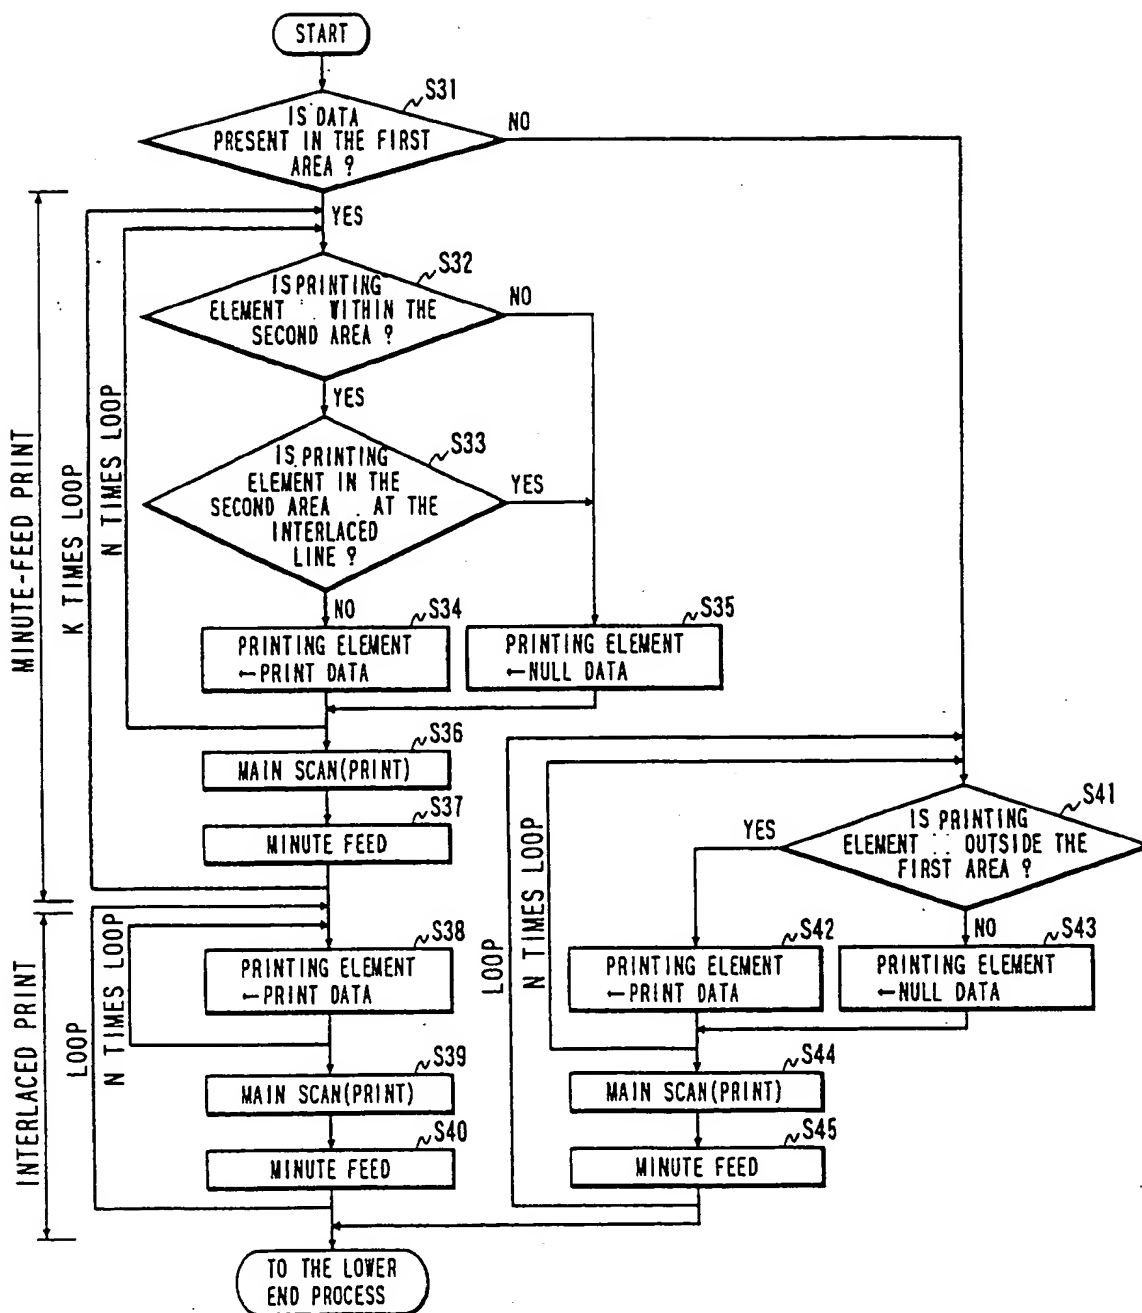 START
S31
IS DATA
PRESENT IN THE FIRST
AREA ?
NO
YES
S32
IS PRINTING
ELEMENT WITHIN THE
SECOND AREA ?
NO
YES
S33
IS PRINTING
ELEMENT IN THE
SECOND AREA AT THE
INTERLACED
LINE ?
YES
NO
S34
PRINTING ELEMENT
←PRINT DATA
S35
PRINTING ELEMENT
←NULL DATA
S36
MAIN SCAN(PRINT)
S37
MINUTE FEED
MINUTE-FEED PRINT
K TIMES LOOP
N TIMES LOOP
S38
PRINTING ELEMENT
←PRINT DATA
S39
MAIN SCAN(PRINT)
S40
MINUTE FEED
INTERLACED PRINT
LOOP
N TIMES LOOP
S41
IS PRINTING
ELEMENT OUTSIDE THE
FIRST AREA ?
YES
NO
S42
PRINTING ELEMENT
←PRINT DATA
S43
PRINTING ELEMENT
←NULL DATA
S44
MAIN SCAN(PRINT)
S45
MINUTE FEED
LOOP
N TIMES LOOP
TO THE LOWER
END PROCESS